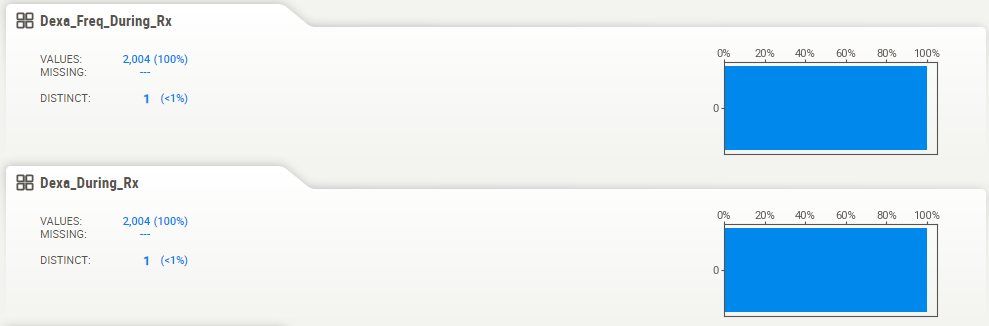 Dexa_Freq_During_Rx
VALUES: 2,004 (100%)
MISSING: ---
DISTINCT: 1 (<1%)
0% 20% 40% 60% 80% 100%
0
Dexa_During_Rx
VALUES: 2,004 (100%)
MISSING: ---
DISTINCT: 1 (<1%)
0% 20% 40% 60% 80% 100%
0